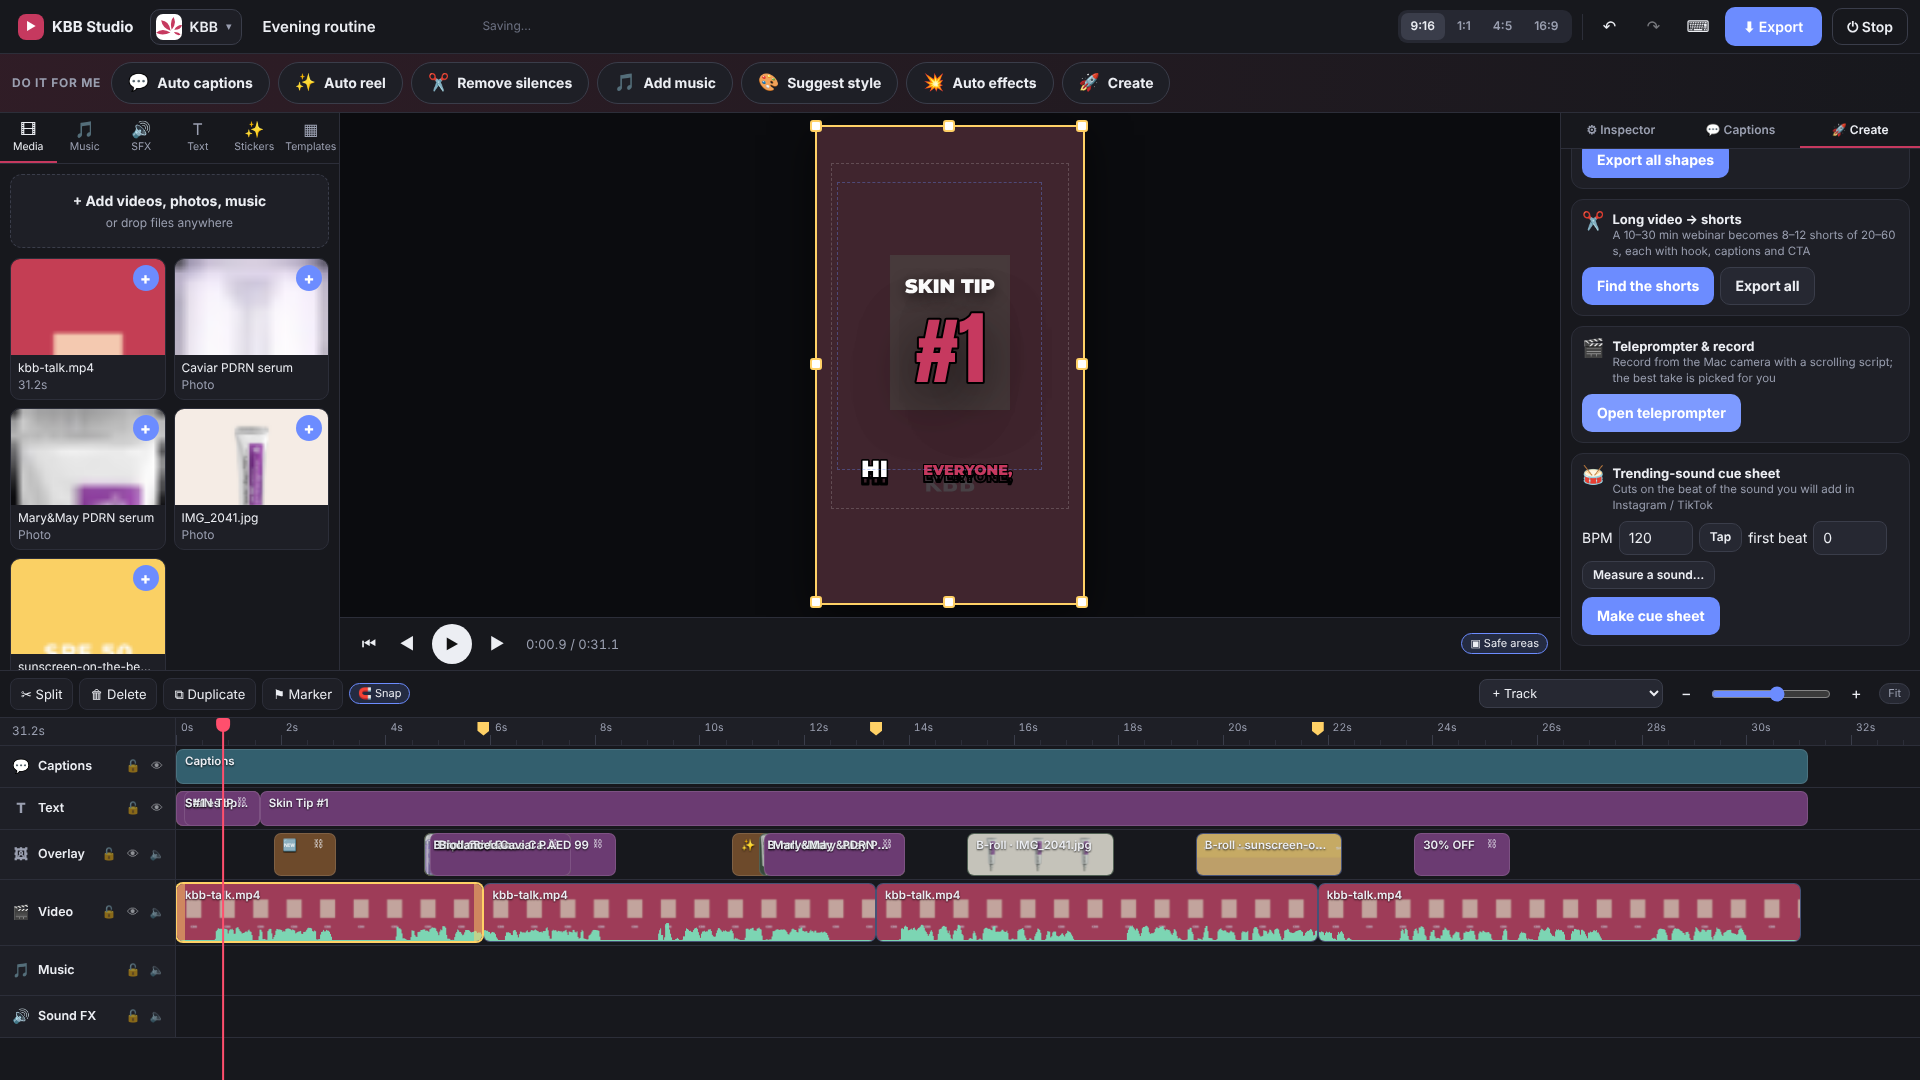 KBB Studio
KBB
Evening routine
Saving...
9:16
1:1
4:5
16:9
Export
Stop
DO IT FOR ME
Auto captions
Auto reel
Remove silences
Add music
Suggest style
Auto effects
Create
Media
Music
SFX
Text
Stickers
Templates
+ Add videos, photos, music
or drop files anywhere
kbb-talk.mp4
31.2s
Caviar PDRN serum
Photo
Mary&May PDRN serum
Photo
IMG_2041.jpg
Photo
SPF 50
sunscreen-on-the-be...
SKIN TIP
#1
HI
EVERYONE,
KBB
0:00.9 / 0:31.1
Safe areas
Inspector
Captions
Create
Export all shapes
Long video → shorts
A 10–30 min webinar becomes 8–12 shorts of 20–60
s, each with hook, captions and CTA
Find the shorts
Export all
Teleprompter & record
Record from the Mac camera with a scrolling script;
the best take is picked for you
Open teleprompter
Trending-sound cue sheet
Cuts on the beat of the sound you will add in
Instagram / TikTok
BPM
120
Tap
first beat
0
Measure a sound...
Make cue sheet
Split
Delete
Duplicate
Marker
Snap
+ Track
−
+
Fit
31.2s
0s
2s
4s
6s
8s
10s
12s
14s
16s
18s
20s
22s
24s
26s
28s
30s
32s
Captions
Captions
Text
Skin Tip #1
Overlay
AED 99
B-roll · IMG_2041.jpg
B-roll · sunscreen-o...
30% OFF
Video
kbb-talk.mp4
kbb-talk.mp4
kbb-talk.mp4
kbb-talk.mp4
Music
Sound FX